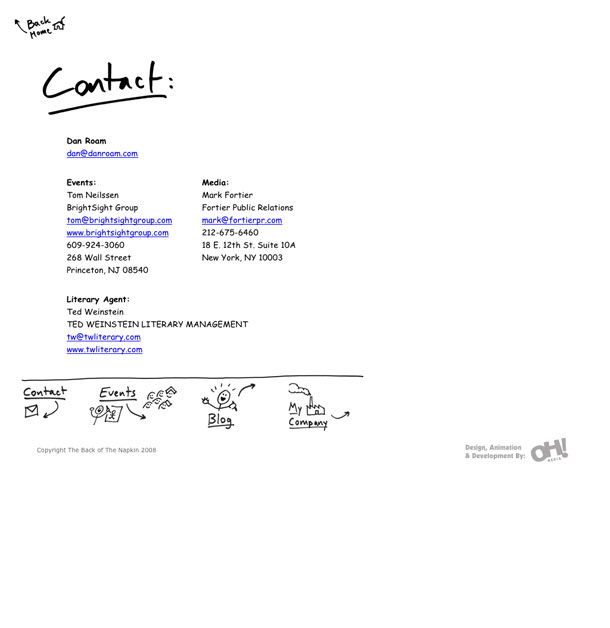 Back
Home
Contact:
Dan Roam
dan@danroam.com
Events:
Tom Neilssen
BrightSight Group
tom@brightsightgroup.com
www.brightsightgroup.com
609-924-3060
268 Wall Street
Princeton, NJ 08540
Media:
Mark Fortier
Fortier Public Relations
mark@fortierpr.com
212-675-6460
18 E. 12th St. Suite 10A
New York, NY 10003
Literary Agent:
Ted Weinstein
TED WEINSTEIN LITERARY MANAGEMENT
tw@twliterary.com
www.twliterary.com
Contact
Events
Blog
My
Company
Copyright The Back of The Napkin 2008
Design, Animation
& Development By:
OH!
MEDIA